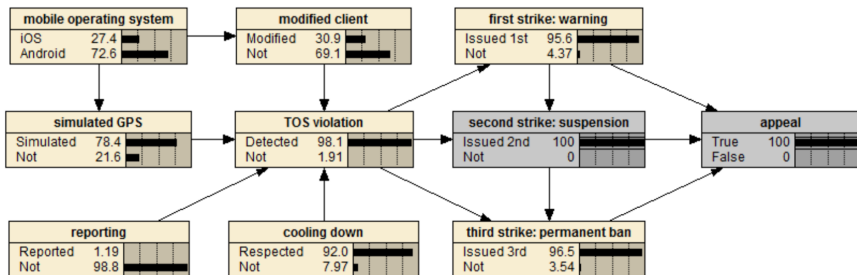 mobile operating system
iOS 27.4
Android 72.6
modified client
Modified 30.9
Not 69.1
first strike: warning
Issued 1st 95.6
Not 4.37
simulated GPS
Simulated 78.4
Not 21.6
TOS violation
Detected 98.1
Not 1.91
second strike: suspension
Issued 2nd 100
Not 0
appeal
True 100
False 0
reporting
Reported 1.19
Not 98.8
cooling down
Respected 92.0
Not 7.97
third strike: permanent ban
Issued 3rd 96.5
Not 3.54